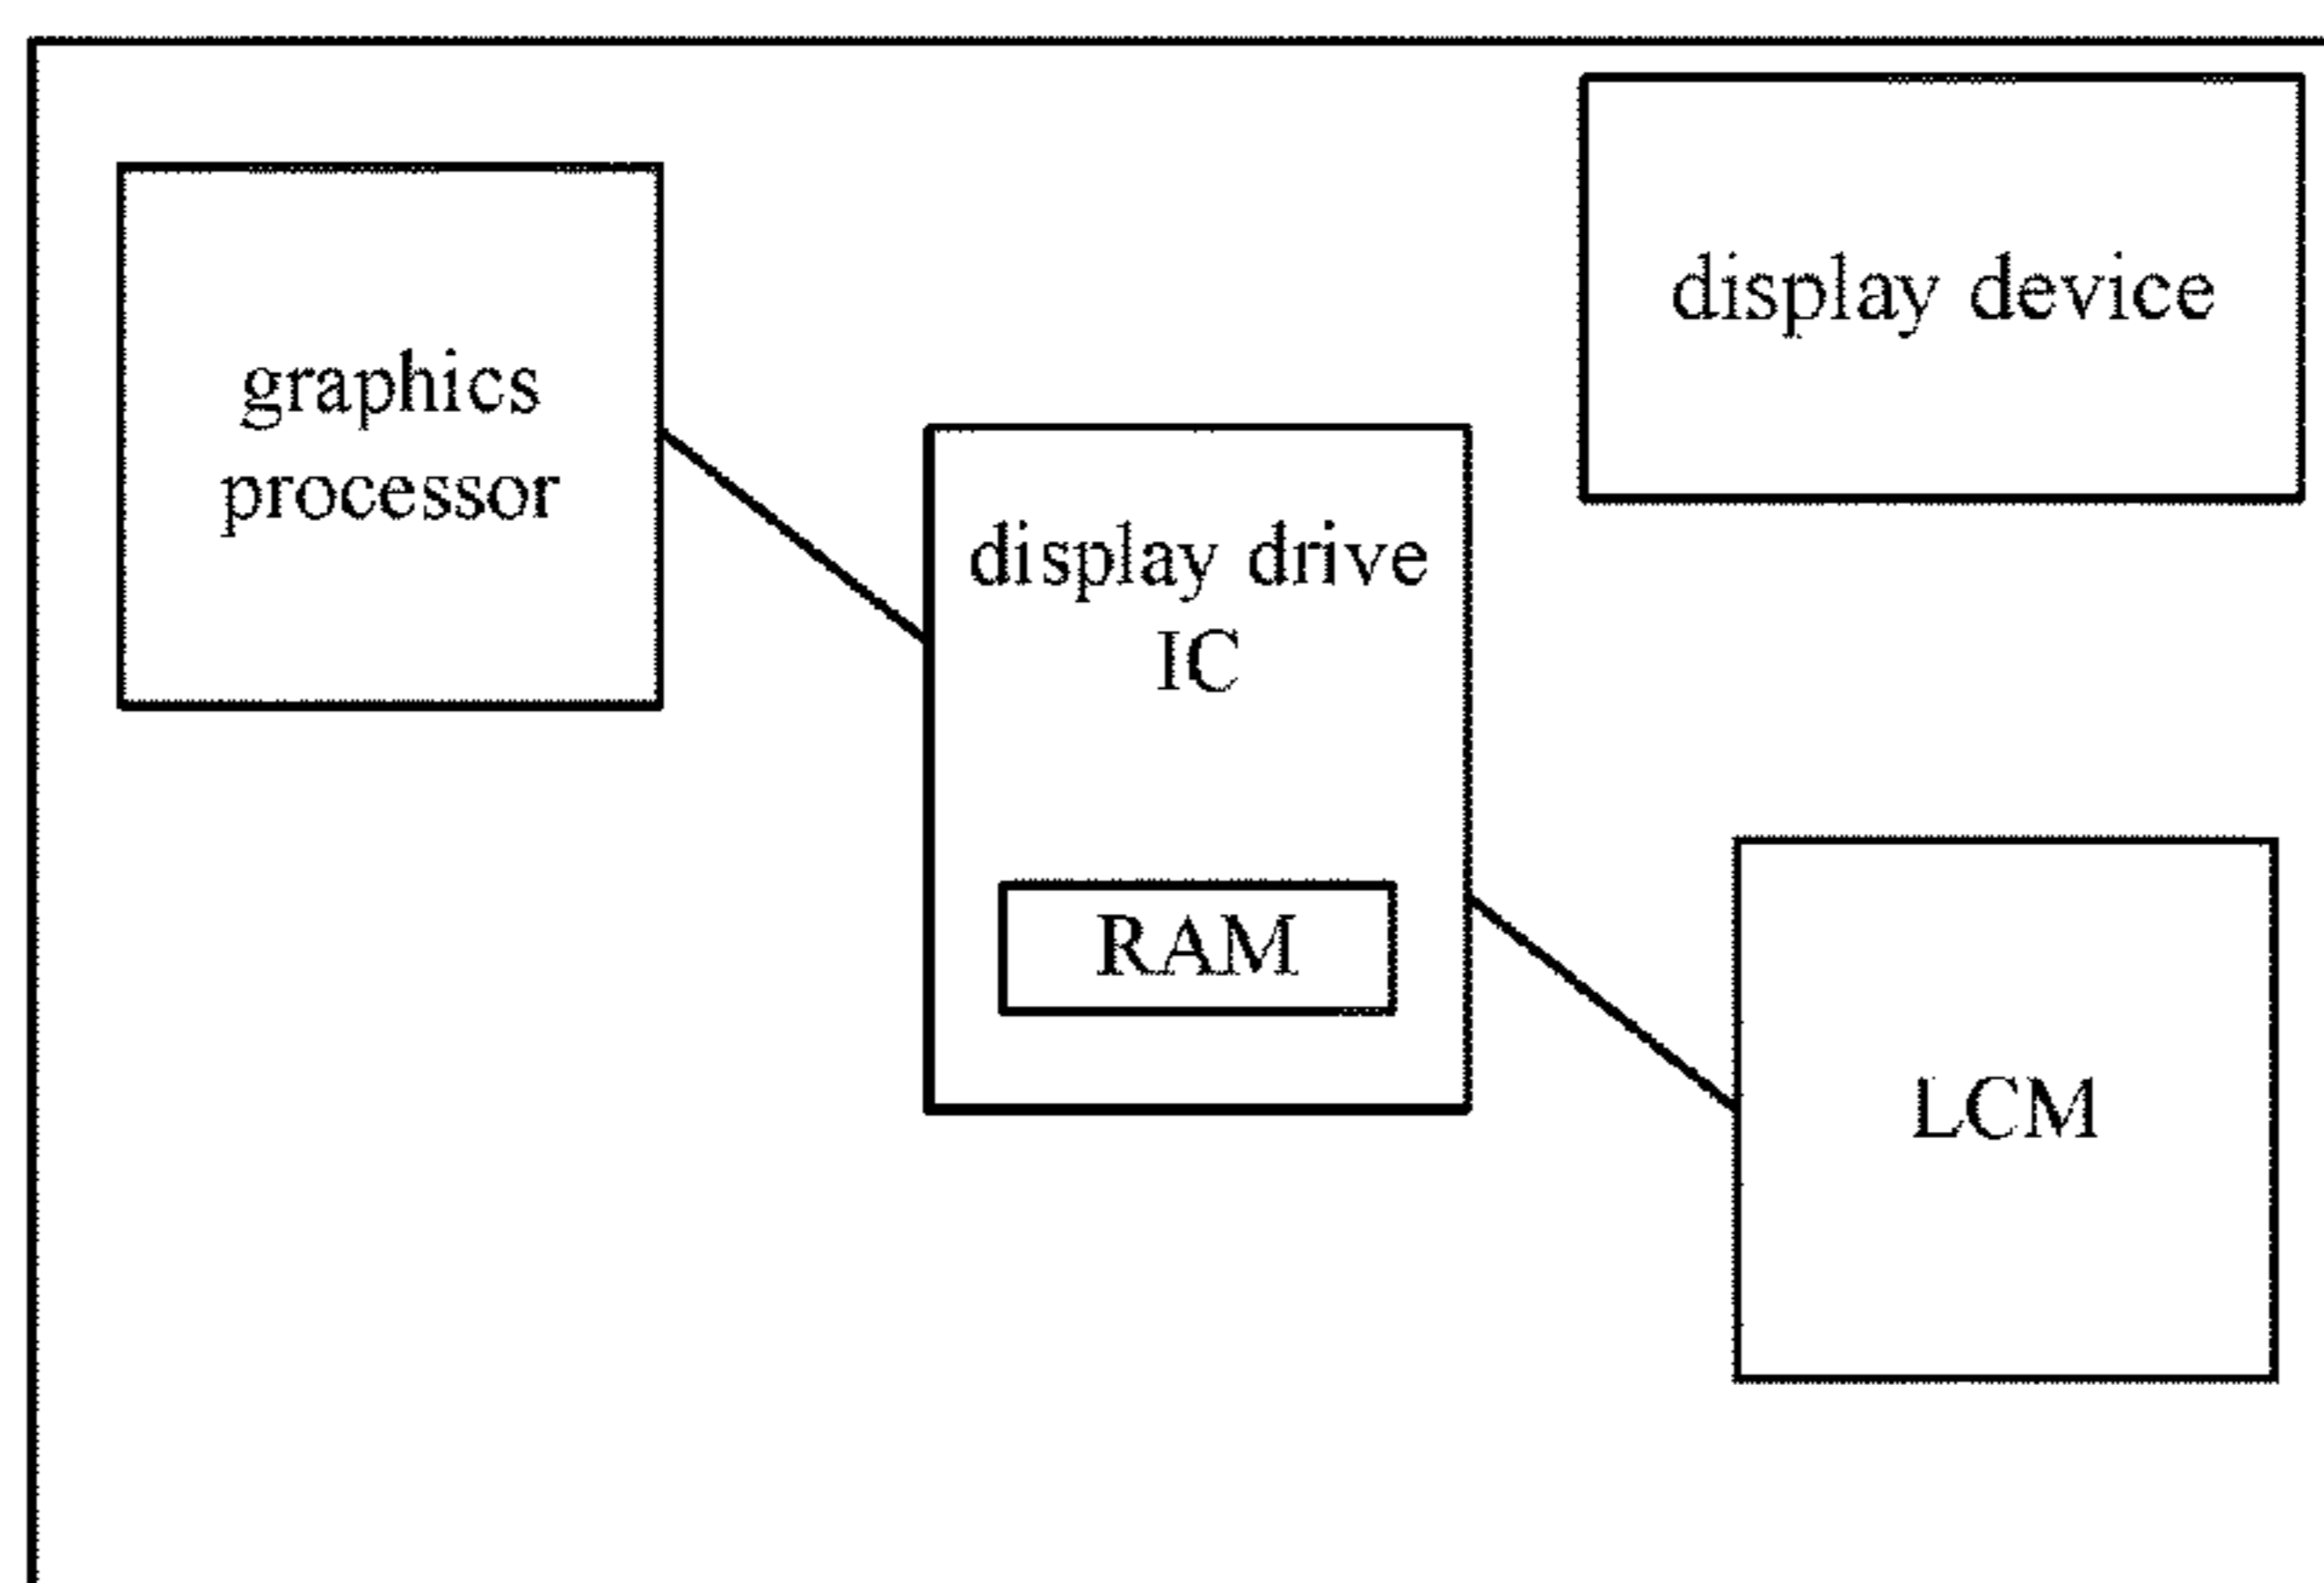 graphics
processor
display drive
IC
RAM
display device
LCM